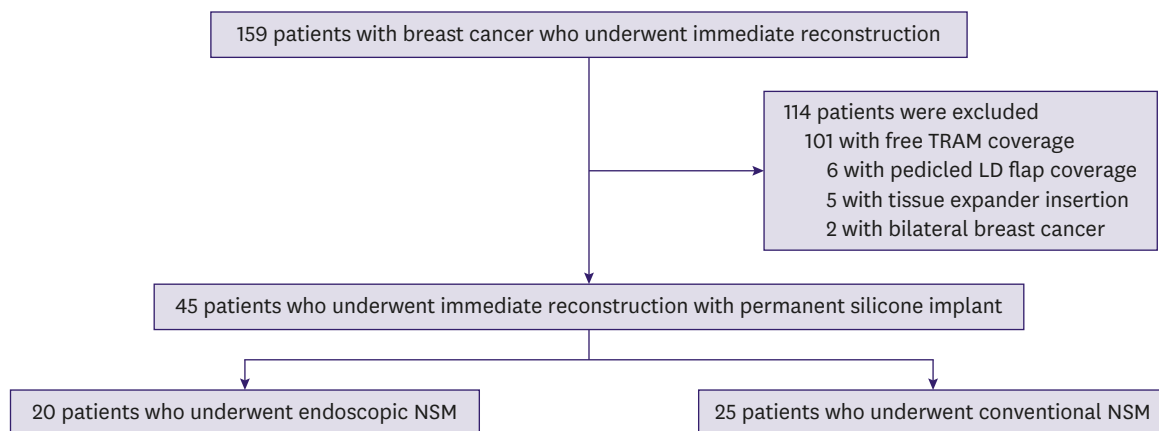 159 patients with breast cancer who underwent immediate reconstruction
114 patients were excluded
101 with free TRAM coverage
6 with pedicled LD flap coverage
5 with tissue expander insertion
2 with bilateral breast cancer
45 patients who underwent immediate reconstruction with permanent silicone implant
20 patients who underwent endoscopic NSM
25 patients who underwent conventional NSM